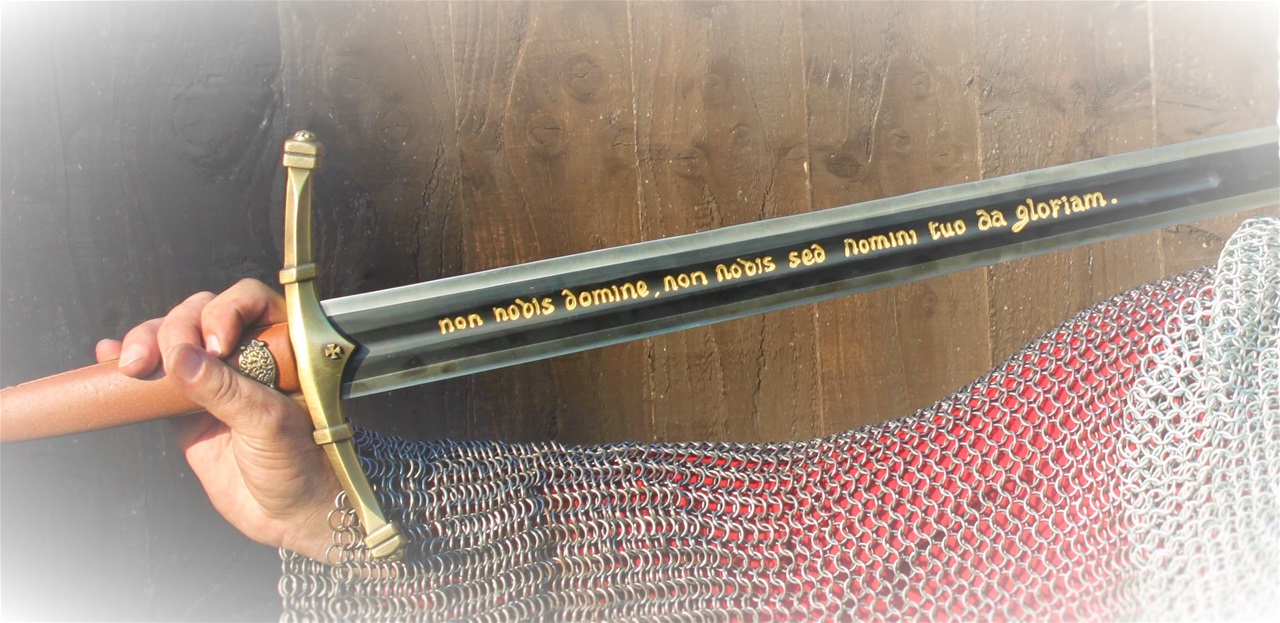 non nobis domine, non nobis sed nomini tuo da gloriam.